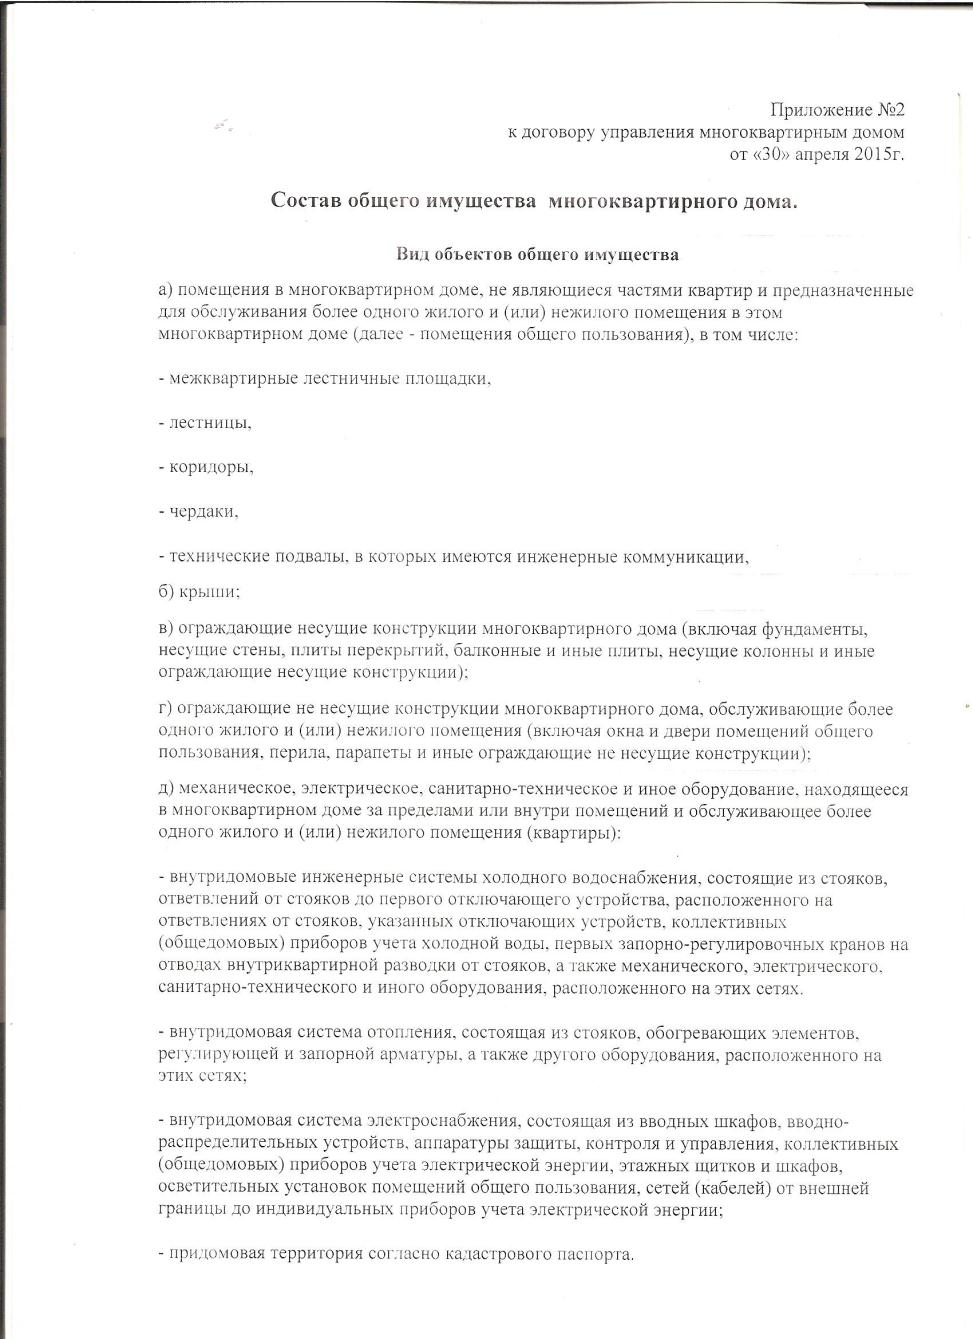 Приложение №2
к договору управления многоквартирным домом
от «30» апреля 2015г.
Состав общего имущества многоквартирного дома.
Вид объектов общего имущества
а) помещения в многоквартирном доме, не являющиеся частями квартир и предназначенные
для обслуживания более одного жилого и (или) нежилого помещения в этом
многоквартирном доме (далее - помещения общего пользования), в том числе:
- межквартирные лестничные площадки,
- лестницы,
- коридоры,
- чердаки,
- технические подвалы, в которых имеются инженерные коммуникации,
б) крыши;
в) ограждающие несущие конструкции многоквартирного дома (включая фундаменты,
несущие стены, плиты перекрытий, балконные и иные плиты, несущие колонны и иные
ограждающие несущие конструкции);
г) ограждающие не несущие конструкции многоквартирного дома, обслуживающие более
одного жилого и (или) нежилого помещения (включая окна и двери помещений общего
пользования, перила, парапеты и иные ограждающие не несущие конструкции);
д) механическое, электрическое, санитарно-техническое и иное оборудование, находящееся
в многоквартирном доме за пределами или внутри помещений и обслуживающее более
одного жилого и (или) нежилого помещения (квартиры):
- внутридомовые инженерные системы холодного водоснабжения, состоящие из стояков,
ответвлений от стояков до первого отключающего устройства, расположенного на
ответвлениях от стояков, указанных отключающих устройств, коллективных
(общедомовых) приборов учета холодной воды, первых запорно-регулировочных кранов на
отводах внутриквартирной разводки от стояков, а также механического, электрического,
санитарно-технического и иного оборудования, расположенного на этих сетях.
- внутридомовая система отопления, состоящая из стояков, обогревающих элементов,
регулирующей и запорной арматуры, а также другого оборудования, расположенного на
этих сетях;
- внутридомовая система электроснабжения, состоящая из вводных шкафов, вводно-
распределительных устройств, аппаратуры защиты, контроля и управления, коллективных
(общедомовых) приборов учета электрической энергии, этажных щитков и шкафов,
осветительных установок помещений общего пользования, сетей (кабелей) от внешней
границы до индивидуальных приборов учета электрической энергии;
- придомовая территория согласно кадастрового паспорта.